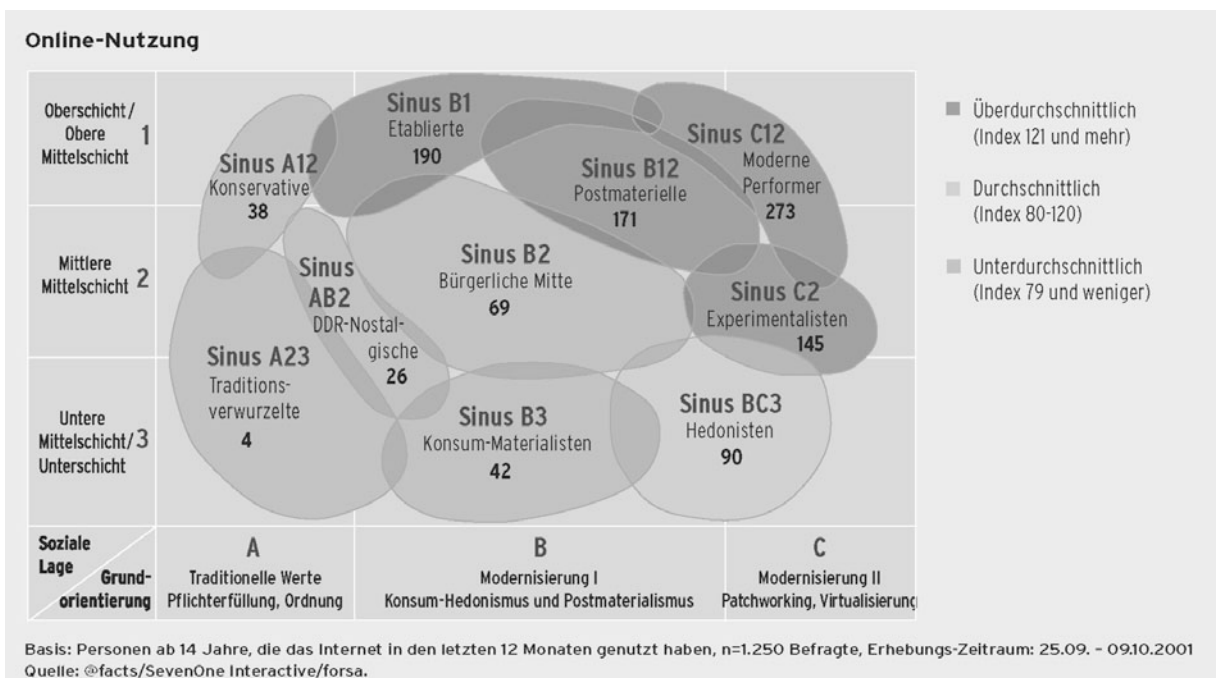 Online-Nutzung
Oberschicht/
Obere
Mittelschicht
1
Mittlere
Mittelschicht
2
Untere
Mittelschicht/
Unterschicht
3
Sinus B1
Etablierte
190
Sinus C12
Moderne
Performer
273
Sinus A12
Konservative
38
Sinus B12
Postmaterielle
171
Sinus
AB2
DDR-Nostal-
gische
26
Sinus B2
Bürgerliche Mitte
69
Sinus C2
Experimentalisten
145
Sinus A23
Traditions-
verwurzelte
4
Sinus B3
Konsum-Materialisten
42
Sinus BC3
Hedonisten
90
Soziale
Lage
Grund-
orientierung
A
Traditionelle Werte
Pflichterfüllung, Ordnung
B
Modernisierung I
Konsum-Hedonismus und Postmaterialismus
C
Modernisierung II
Patchworking, Virtualisierung
Überdurchschnittlich
(Index 121 und mehr)
Durchschnittlich
(Index 80-120)
Unterdurchschnittlich
(Index 79 und weniger)
Basis: Personen ab 14 Jahre, die das Internet in den letzten 12 Monaten genutzt haben, n=1.250 Befragte, Erhebungs-Zeitraum: 25.09. - 09.10.2001
Quelle: @facts/SevenOne Interactive/forsa.